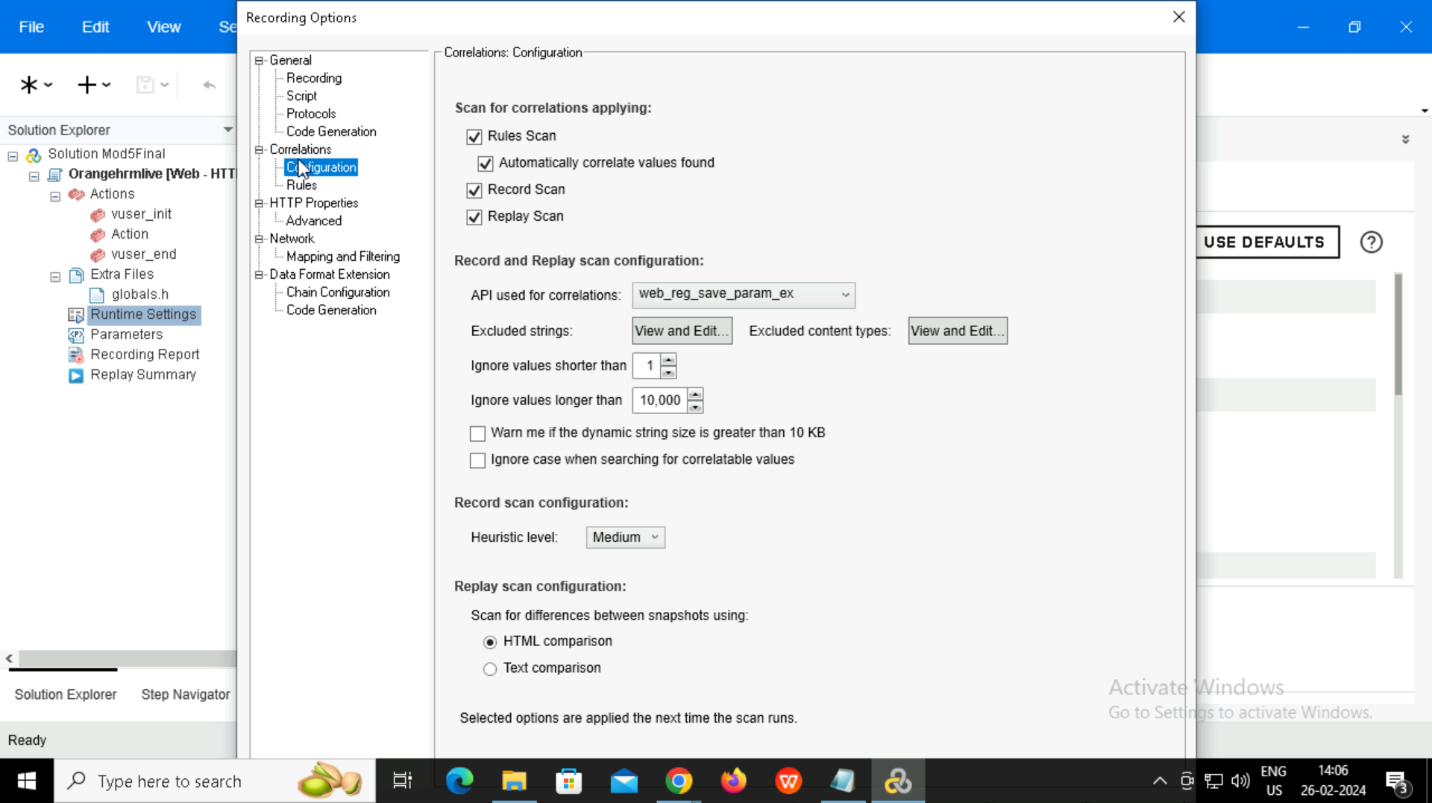 File Edit View Se
Recording Options
Solution Explorer
Solution Mod5Final
Orangehrmlive [Web - HTT
Actions
vuser_init
Action
vuser_end
Extra Files
globals.h
Runtime Settings
Parameters
Recording Report
Replay Summary
Solution Explorer Step Navigator
Ready
General
Recording
Script
Protocols
Code Generation
Correlations
Configuration
Rules
HTTP Properties
Advanced
Network
Mapping and Filtering
Data Format Extension
Chain Configuration
Code Generation
Correlations: Configuration
Scan for correlations applying:
Rules Scan
Automatically correlate values found
Record Scan
Replay Scan
Record and Replay scan configuration:
API used for correlations: web_reg_save_param_ex
Excluded strings: View and Edit... Excluded content types: View and Edit...
Ignore values shorter than 1
Ignore values longer than 10,000
Warn me if the dynamic string size is greater than 10 KB
Ignore case when searching for correlatable values
Record scan configuration:
Heuristic level: Medium
Replay scan configuration:
Scan for differences between snapshots using:
HTML comparison
Text comparison
Selected options are applied the next time the scan runs.
USE DEFAULTS ?
Activate Windows
Go to Settings to activate Windows.
Type here to search
ENG
US
14:06
26-02-2024
3